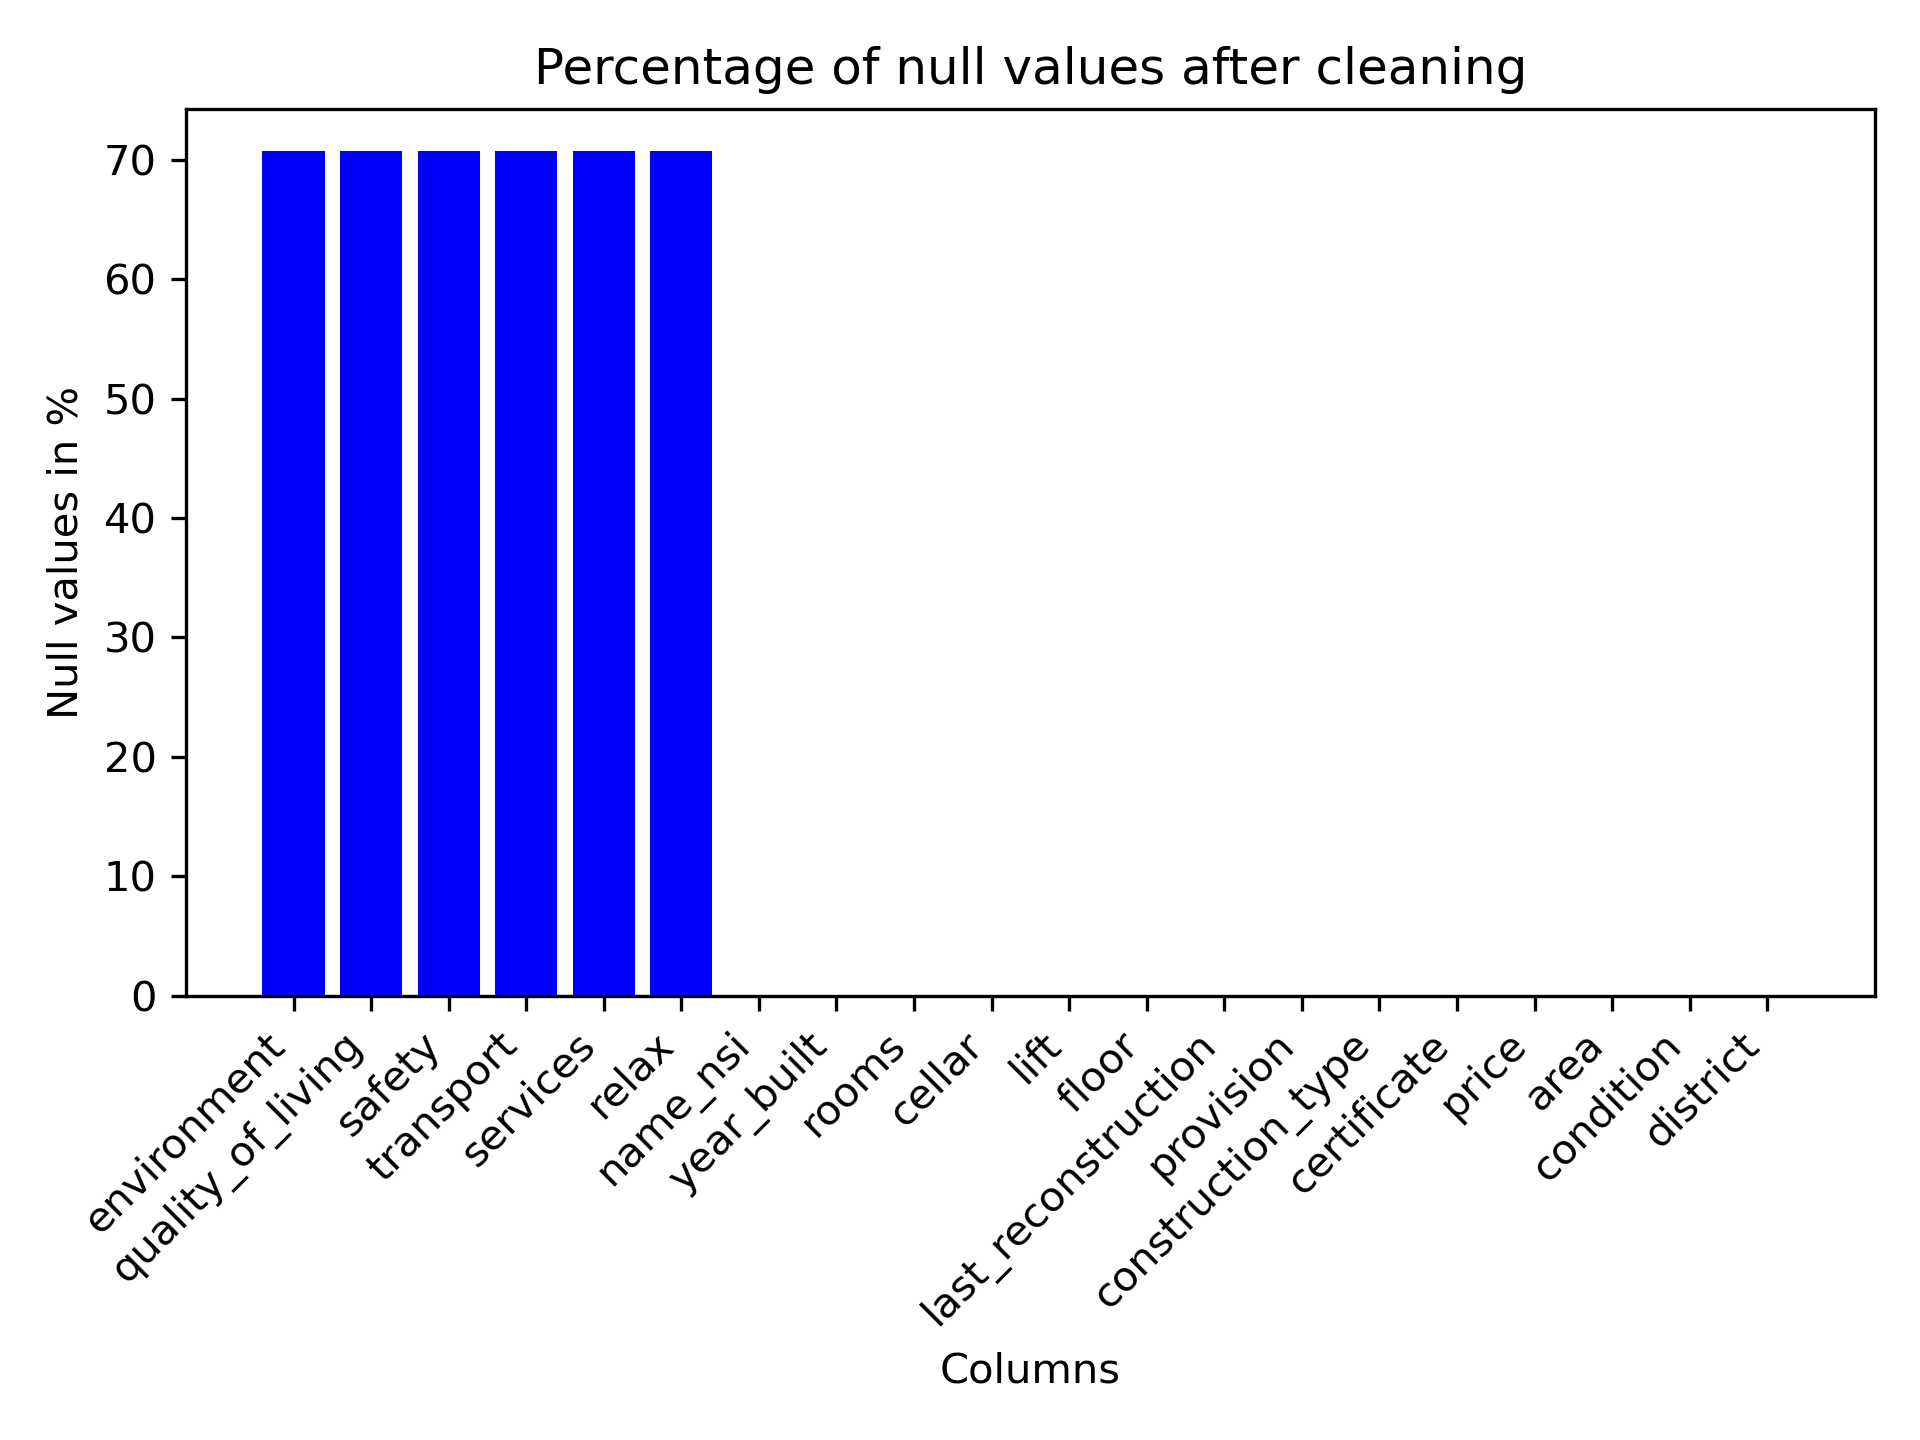 Percentage of null values after cleaning
Null values in %
70
60
50
40
30
20
10
0
environment
quality_of_living
safety
transport
services
relax
name_nsi
year_built
rooms
cellar
lift
floor
last_reconstruction
provision
construction_type
certificate
price
area
condition
district
Columns